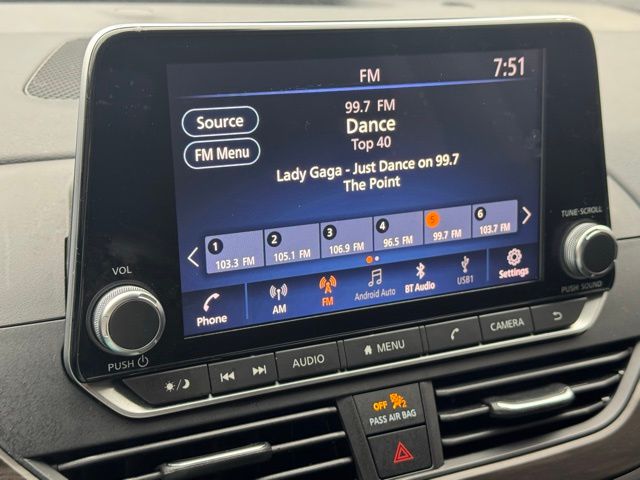 FM
7:51
Source
FM Menu
99.7 FM
Dance
Top 40
Lady Gaga - Just Dance on 99.7
The Point
1 2 3 4 5 6
103.3 FM 105.1 FM 106.9 FM 96.5 FM 99.7 FM 103.7 FM
Phone AM FM Android Auto BT Audio USB1 Settings
VOL
PUSH
TUNE·SCROLL
PUSH SOUND
AUDIO
MENU
CAMERA
OFF 2
PASS AIR BAG